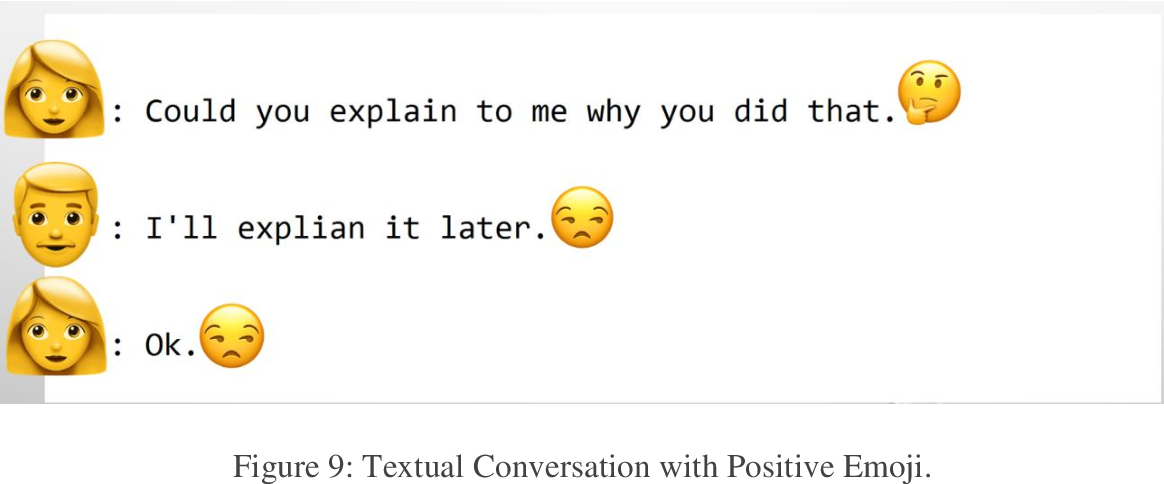 : Could you explain to me why you did that.🤔
: I'll explian it later.😒
: Ok.😒
Figure 9: Textual Conversation with Positive Emoji.